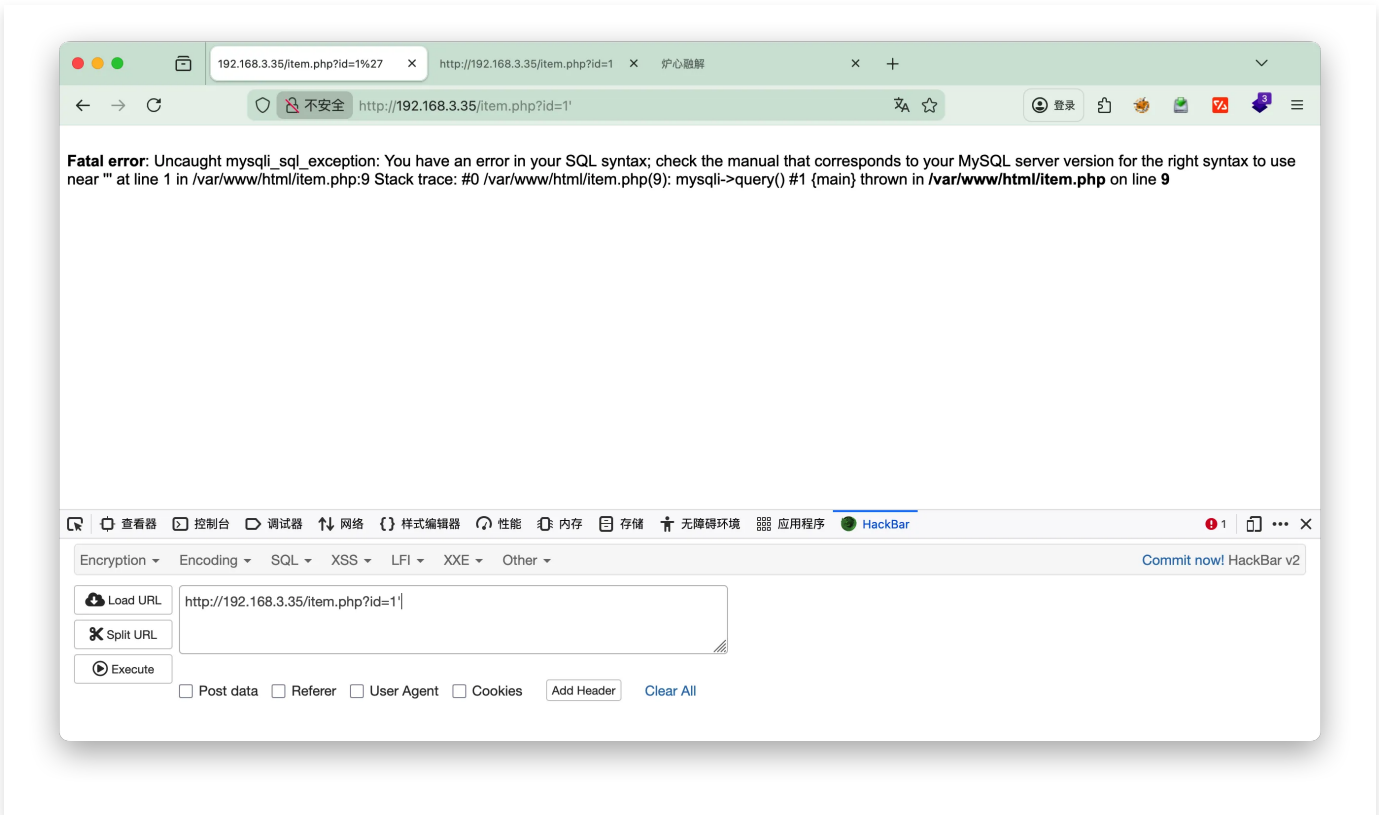 192.168.3.35/item.php?id=1%27
http://192.168.3.35/item.php?id=1
炉心融解
不安全 http://192.168.3.35/item.php?id=1'
登录
3
Fatal error: Uncaught mysqli_sql_exception: You have an error in your SQL syntax; check the manual that corresponds to your MySQL server version for the right syntax to use
near ''' at line 1 in /var/www/html/item.php:9 Stack trace: #0 /var/www/html/item.php(9): mysqli->query() #1 {main} thrown in /var/www/html/item.php on line 9
查看器 控制台 调试器 网络 样式编辑器 性能 内存 存储 无障碍环境 应用程序 HackBar 1
Encryption Encoding SQL XSS LFI XXE Other Commit now! HackBar v2
Load URL
http://192.168.3.35/item.php?id=1'
Split URL
Execute
Post data Referer User Agent Cookies Add Header Clear All